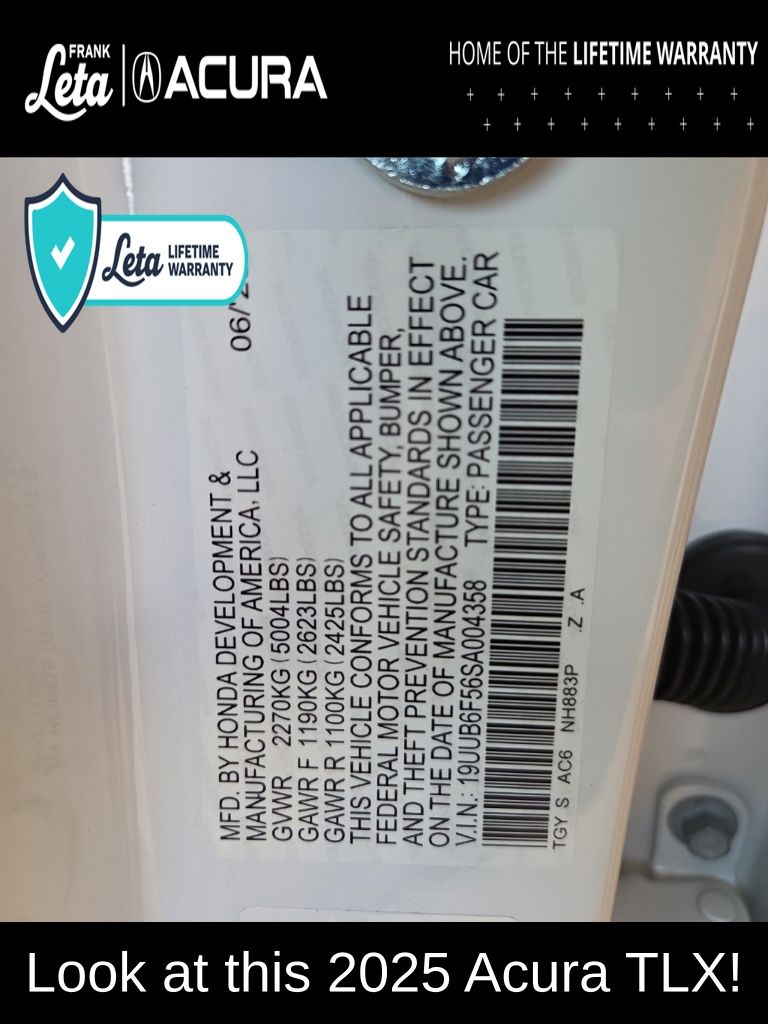 FRANK
Leta
ACURA
HOME OF THE LIFETIME WARRANTY
Leta
LIFETIME
WARRANTY
MFD. BY HONDA DEVELOPMENT &
MANUFACTURING OF AMERICA, LLC
GVWR 2270KG (5004LBS)
GAWR F 1190KG (2623LBS)
GAWR R 1100KG (2425LBS)
THIS VEHICLE CONFORMS TO ALL APPLICABLE
FEDERAL MOTOR VEHICLE SAFETY, BUMPER,
AND THEFT PREVENTION STANDARDS IN EFFECT
ON THE DATE OF MANUFACTURE SHOWN ABOVE.
V.I.N.: 19UUB6F56SA004358 TYPE: PASSENGER CAR
TGY S AC6 NH883P .Z .A
Look at this 2025 Acura TLX!